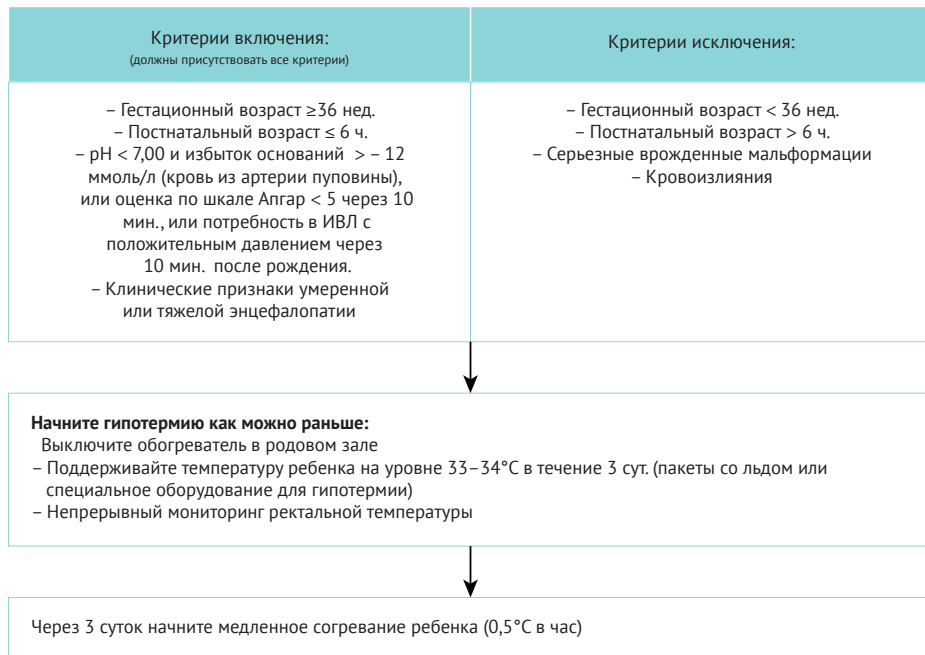 Критерии включения:
(должны присутствовать все критерии)
Критерии исключения:
– Гестационный возраст ≥36 нед.
– Постнатальный возраст ≤ 6 ч.
– pH < 7,00 и избыток оснований > – 12
ммоль/л (кровь из артерии пуповины),
или оценка по шкале Апгар < 5 через 10
мин., или потребность в ИВЛ с
положительным давлением через
10 мин. после рождения.
– Клинические признаки умеренной
или тяжелой энцефалопатии
– Гестационный возраст < 36 нед.
– Постнатальный возраст > 6 ч.
– Серьезные врожденные мальформации
– Кровоизлияния
Начните гипотермию как можно раньше:
Выключите обогреватель в родовом зале
– Поддерживайте температуру ребенка на уровне 33–34°C в течение 3 сут. (пакеты со льдом или
специальное оборудование для гипотермии)
– Непрерывный мониторинг ректальной температуры
Через 3 суток начните медленное согревание ребенка (0,5°C в час)